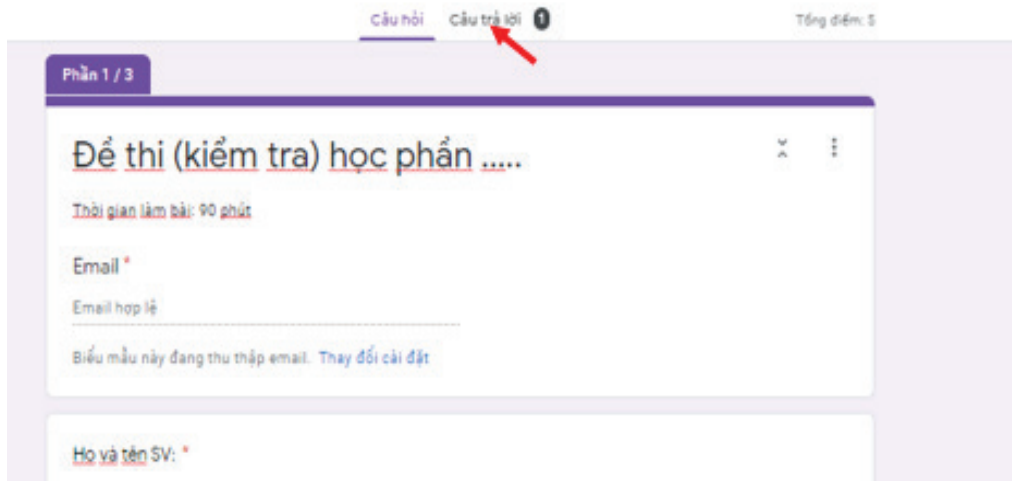 Câu hỏi Câu trả lời 1 Tổng điểm: 5
Phần 1 / 3
Đề thi (kiểm tra) học phần .....
Thời gian làm bài: 90 phút
Email *
Email hợp lệ
Biểu mẫu này đang thu thập email. Thay đổi cài đặt
Họ và tên SV: *